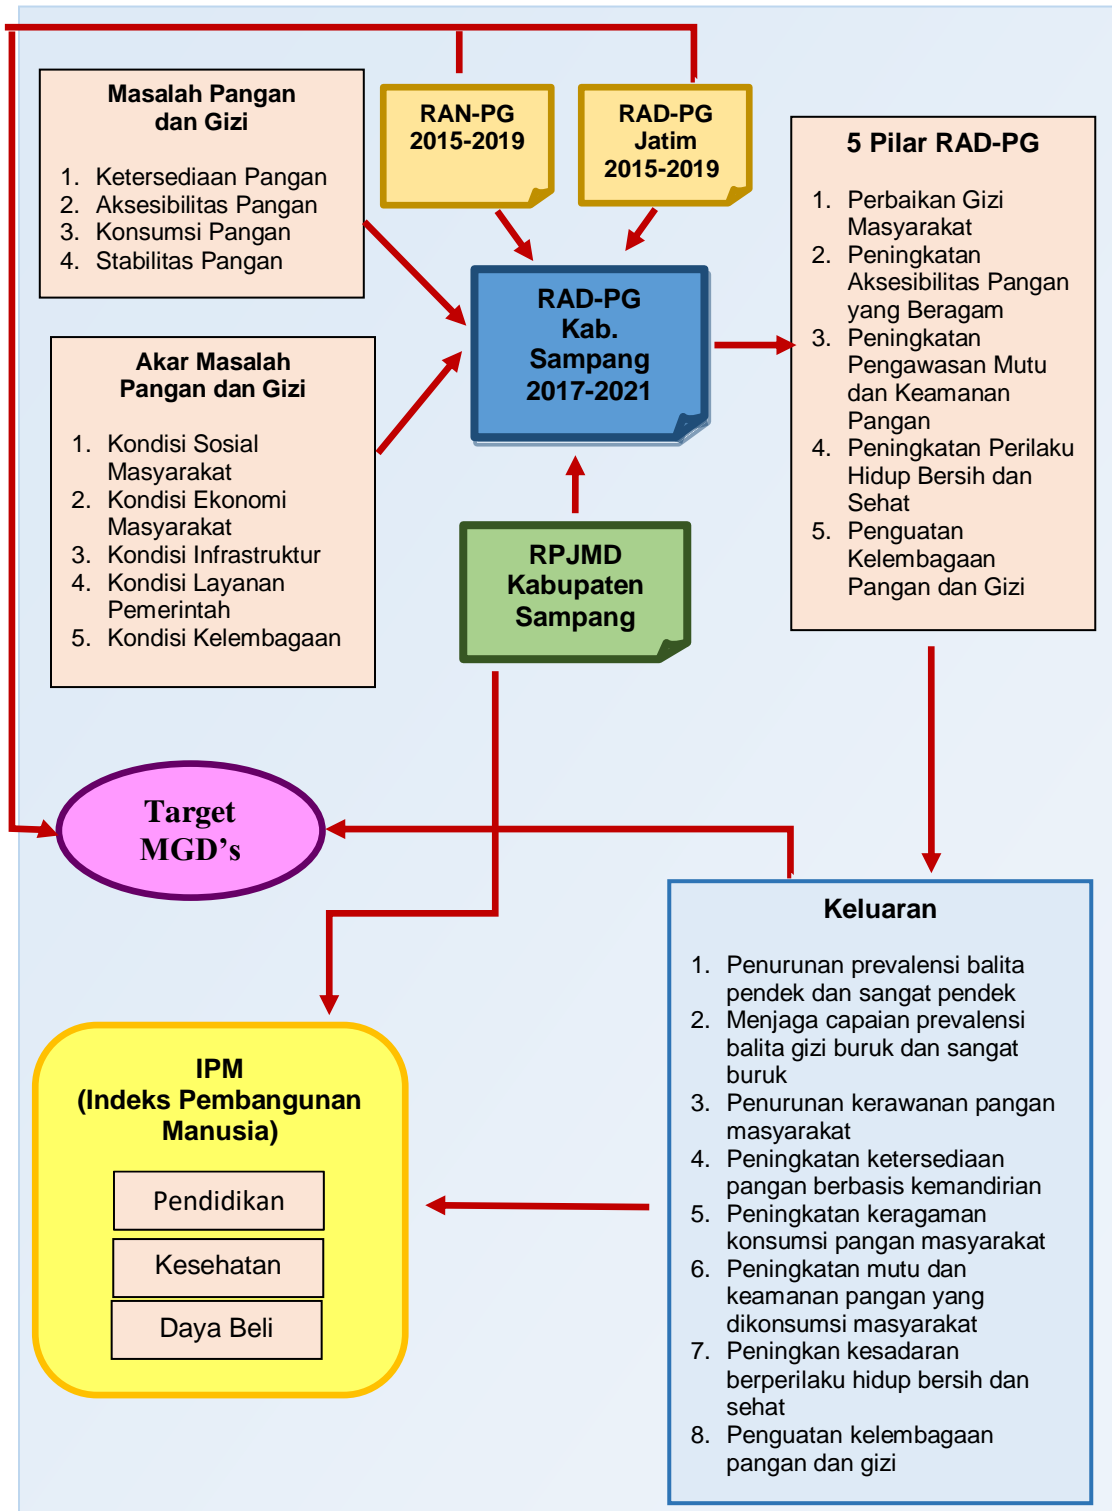 Masalah Pangan
dan Gizi
1. Ketersediaan Pangan
2. Aksesibilitas Pangan
3. Konsumsi Pangan
4. Stabilitas Pangan
RAN-PG
2015-2019
RAD-PG
Jatim
2015-2019
5 Pilar RAD-PG
1. Perbaikan Gizi
Masyarakat
2. Peningkatan
Aksesibilitas Pangan
yang Beragam
3. Peningkatan
Pengawasan Mutu
dan Keamanan
Pangan
4. Peningkatan Perilaku
Hidup Bersih dan
Sehat
5. Penguatan
Kelembagaan
Pangan dan Gizi
RAD-PG
Kab.
Sampang
2017-2021
Akar Masalah
Pangan dan Gizi
1. Kondisi Sosial
Masyarakat
2. Kondisi Ekonomi
Masyarakat
3. Kondisi Infrastruktur
4. Kondisi Layanan
Pemerintah
5. Kondisi Kelembagaan
RPJMD
Kabupaten
Sampang
Target
MGD's
Keluaran
1. Penurunan prevalensi balita
pendek dan sangat pendek
2. Menjaga capaian prevalensi
balita gizi buruk dan sangat
buruk
3. Penurunan kerawanan pangan
masyarakat
4. Peningkatan ketersediaan
pangan berbasis kemandirian
5. Peningkatan keragaman
konsumsi pangan masyarakat
6. Peningkatan mutu dan
keamanan pangan yang
dikonsumsi masyarakat
7. Peningkan kesadaran
berperilaku hidup bersih dan
sehat
8. Penguatan kelembagaan
pangan dan gizi
IPM
(Indeks Pembangunan
Manusia)
Pendidikan
Kesehatan
Daya Beli